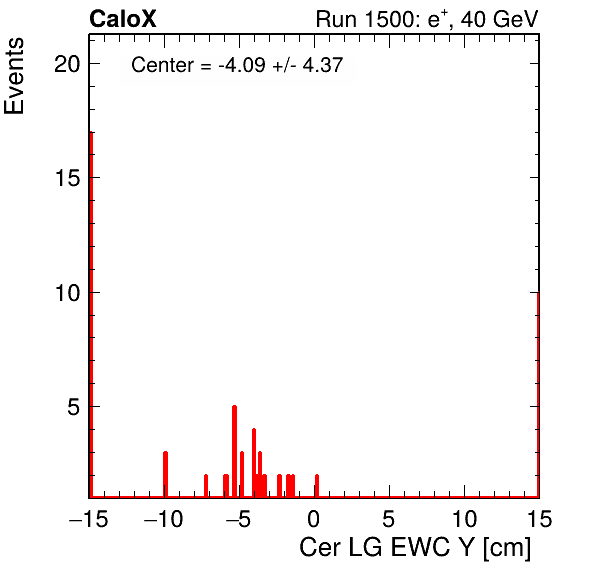 CaloX Run 1500: e⁺, 40 GeV
Center = -4.09 +/- 4.37
Events
20
15
10
5
−15 −10 −5 0 5 10 15
Cer LG EWC Y [cm]